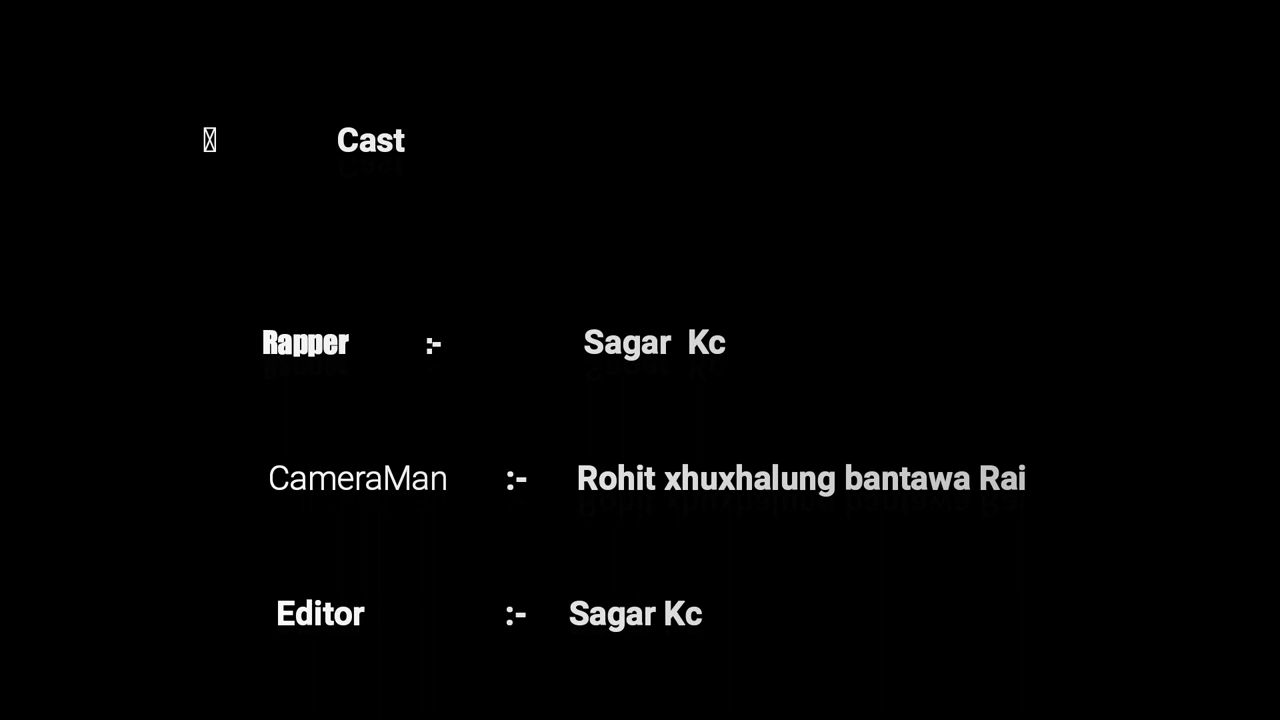 Cast
Rapper :- Sagar Kc
CameraMan :- Rohit xhuxhalung bantawa Rai
Editor :- Sagar Kc